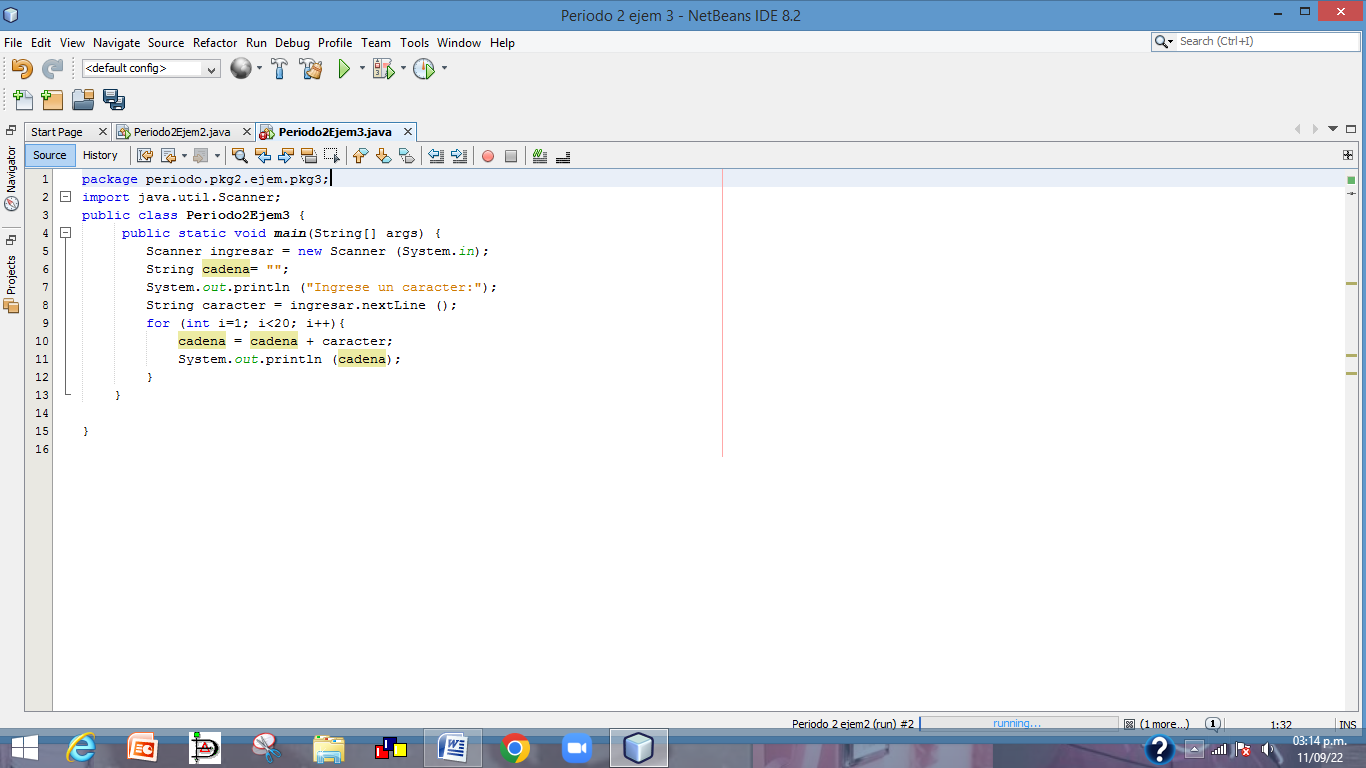 Periodo 2 ejem 3 - NetBeans IDE 8.2
File Edit View Navigate Source Refactor Run Debug Profile Team Tools Window Help
Search (Ctrl+I)
<default config>
Start Page
Periodo2Ejem2.java
Periodo2Ejem3.java
Source
History
Navigator
Projects
1 package periodo.pkg2.ejem.pkg3;
2 import java.util.Scanner;
3 public class Periodo2Ejem3 {
4 public static void main(String[] args) {
5 Scanner ingresar = new Scanner (System.in);
6 String cadena= "";
7 System.out.println ("Ingrese un caracter:");
8 String caracter = ingresar.nextLine ();
9 for (int i=1; i<20; i++){
10 cadena = cadena + caracter;
11 System.out.println (cadena);
12 }
13 }
14
15 }
16
Periodo 2 ejem2 (run) #2 running... (1 more...) 1:32 INS
03:14 p.m.
11/09/22